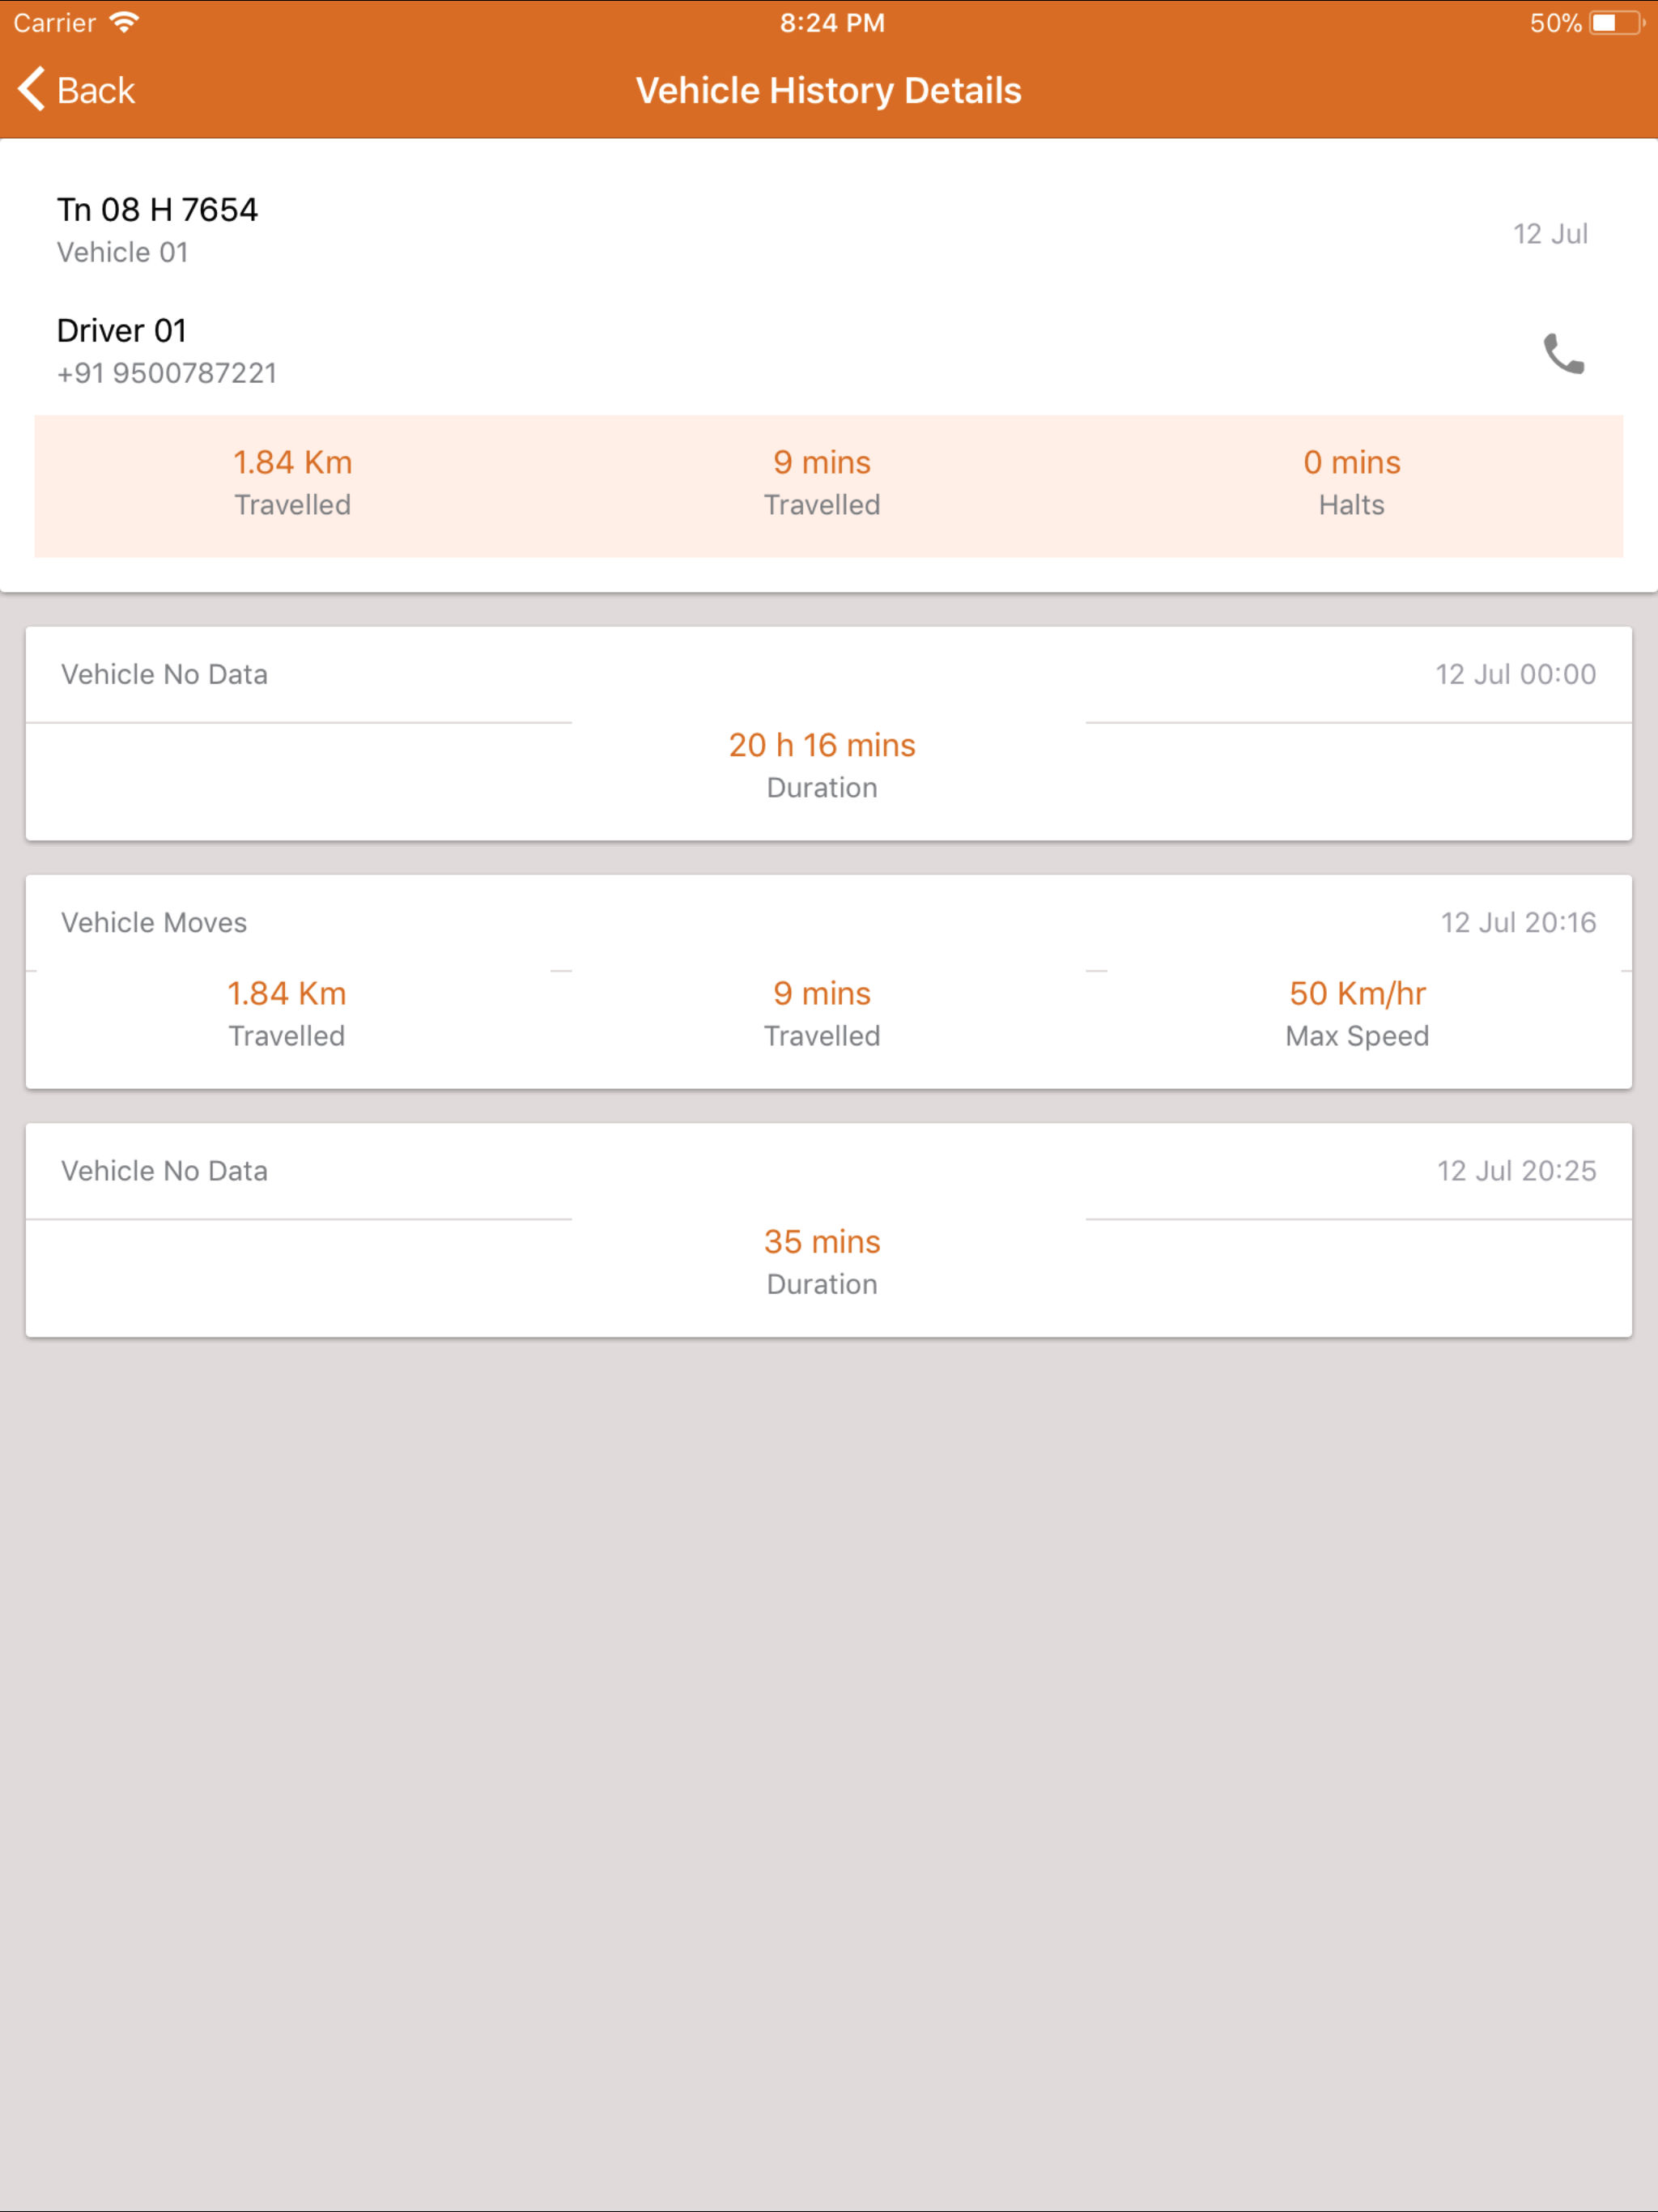 Carrier 8:24 PM 50%
Back Vehicle History Details
Tn 08 H 7654
Vehicle 01
12 Jul
Driver 01
+91 9500787221
1.84 Km 9 mins 0 mins
Travelled Travelled Halts
Vehicle No Data 12 Jul 00:00
20 h 16 mins
Duration
Vehicle Moves 12 Jul 20:16
1.84 Km 9 mins 50 Km/hr
Travelled Travelled Max Speed
Vehicle No Data 12 Jul 20:25
35 mins
Duration